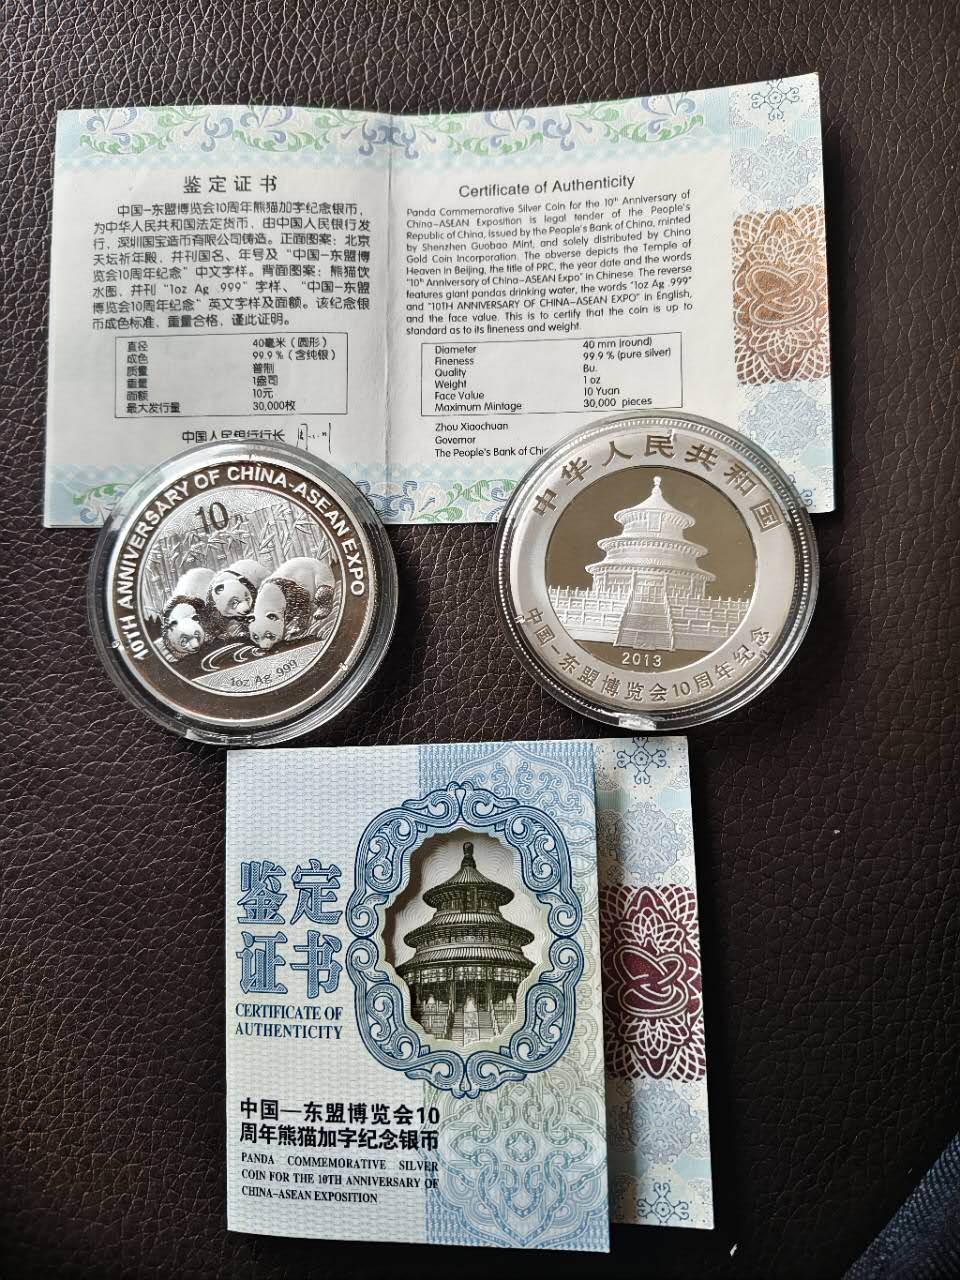 鉴定证书
中国-东盟博览会10周年熊猫加字纪念银币,
为中华人民共和国法定货币,由中国人民银行发
行,深圳国宝造币有限公司铸造。正面图案:北京
天坛祈年殿,并刊国名、年号及“中国-东盟博
览会10周年纪念”中文字样。背面图案:熊猫饮
水图,并刊“1oz Ag .999”字样、“中国-东盟
博览会10周年纪念”英文字样及面额。该纪念银
币成色标准,重量合格,谨此证明。
直径 40毫米(圆形)
成色 99.9%(含纯银)
质量 普制
重量 1盎司
面额 10元
最大发行量 30,000枚
中国人民银行行长
Certificate of Authenticity
Panda Commemorative Silver Coin for the 10th Anniversary of
China-ASEAN Exposition is legal tender of the People's
Republic of China, issued by the People's Bank of China, minted
by Shenzhen Guobao Mint, and solely distributed by China
Gold Coin Incorporation. The obverse depicts the Temple of
Heaven in Beijing, the title of PRC, the year date and the words
"10th Anniversary of China-ASEAN Expo" in Chinese. The reverse
features giant pandas drinking water, the words "1oz Ag .999"
and "10TH ANNIVERSARY OF CHINA-ASEAN EXPO" in English,
and the face value. This is to certify that the coin is up to
standard as to its fineness and weight.
Diameter 40 mm (round)
Fineness 99.9 % (pure silver)
Quality Bu.
Weight 1 oz
Face Value 10 Yuan
Maximum Mintage 30,000 pieces
Zhou Xiaochuan
Governor
The People's Bank of
10TH ANNIVERSARY OF CHINA-ASEAN EXPO
10元
1oz Ag .999
中华人民共和国
2013
中国-东盟博览会10周年纪念
鉴定
证书
CERTIFICATE OF
AUTHENTICITY
中国—东盟博览会10
周年熊猫加字纪念银币
PANDA COMMEMORATIVE SILVER
COIN FOR THE 10TH ANNIVERSARY OF
CHINA-ASEAN EXPOSITION